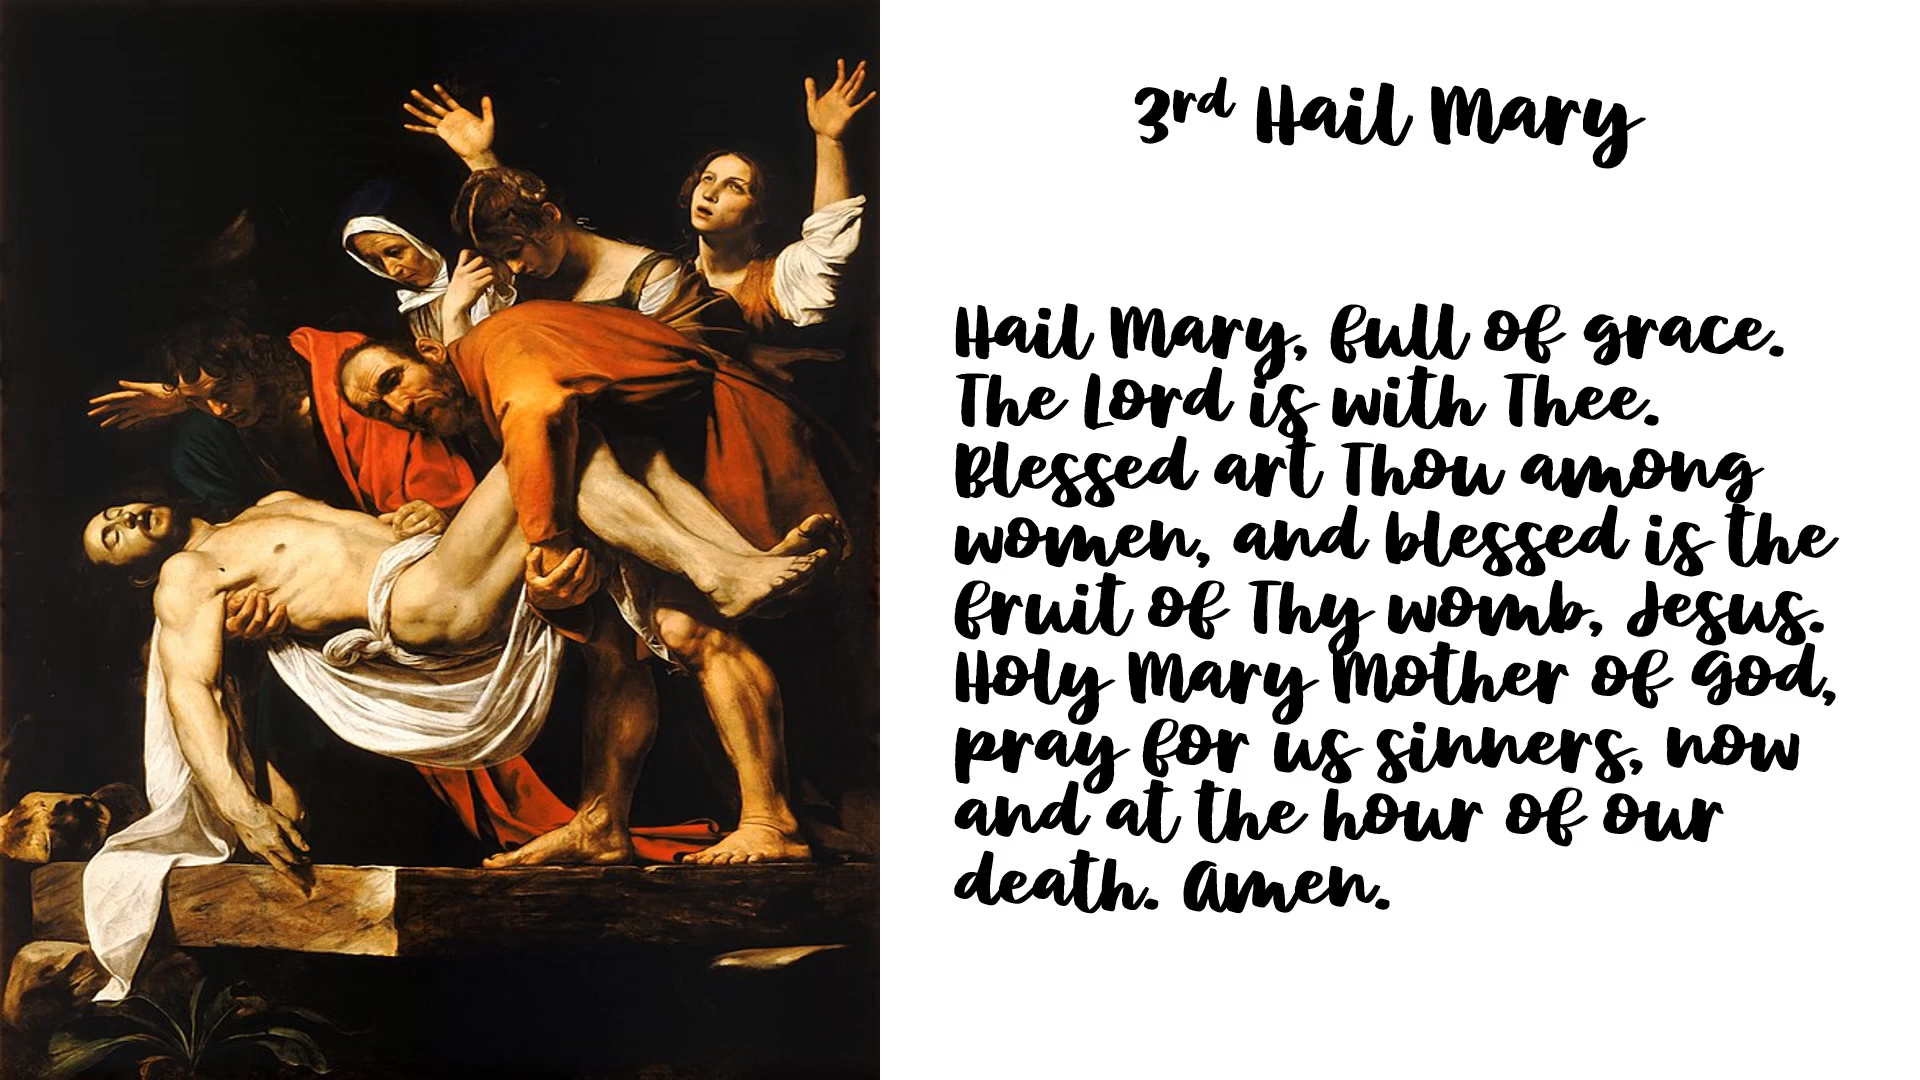 3rd Hail Mary
Hail Mary, full of grace.
The Lord is with Thee.
Blessed art Thou among
women, and blessed is the
fruit of Thy womb, Jesus.
Holy Mary Mother of God,
pray for us sinners, now
and at the hour of our
death. Amen.